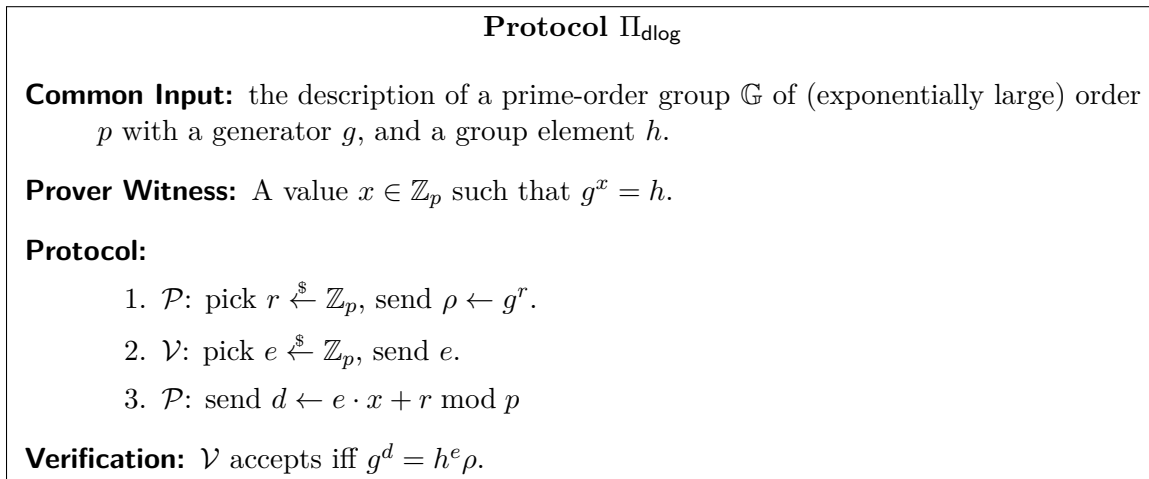 Protocol Π_dlog
Common Input: the description of a prime-order group 𝔾 of (exponentially large) order
p with a generator g, and a group element h.
Prover Witness: A value x ∈ ℤ_p such that g^x = h.
Protocol:
1. 𝒫: pick r ←$ ℤ_p, send ρ ← g^r.
2. 𝒱: pick e ←$ ℤ_p, send e.
3. 𝒫: send d ← e · x + r mod p
Verification: 𝒱 accepts iff g^d = h^e ρ.